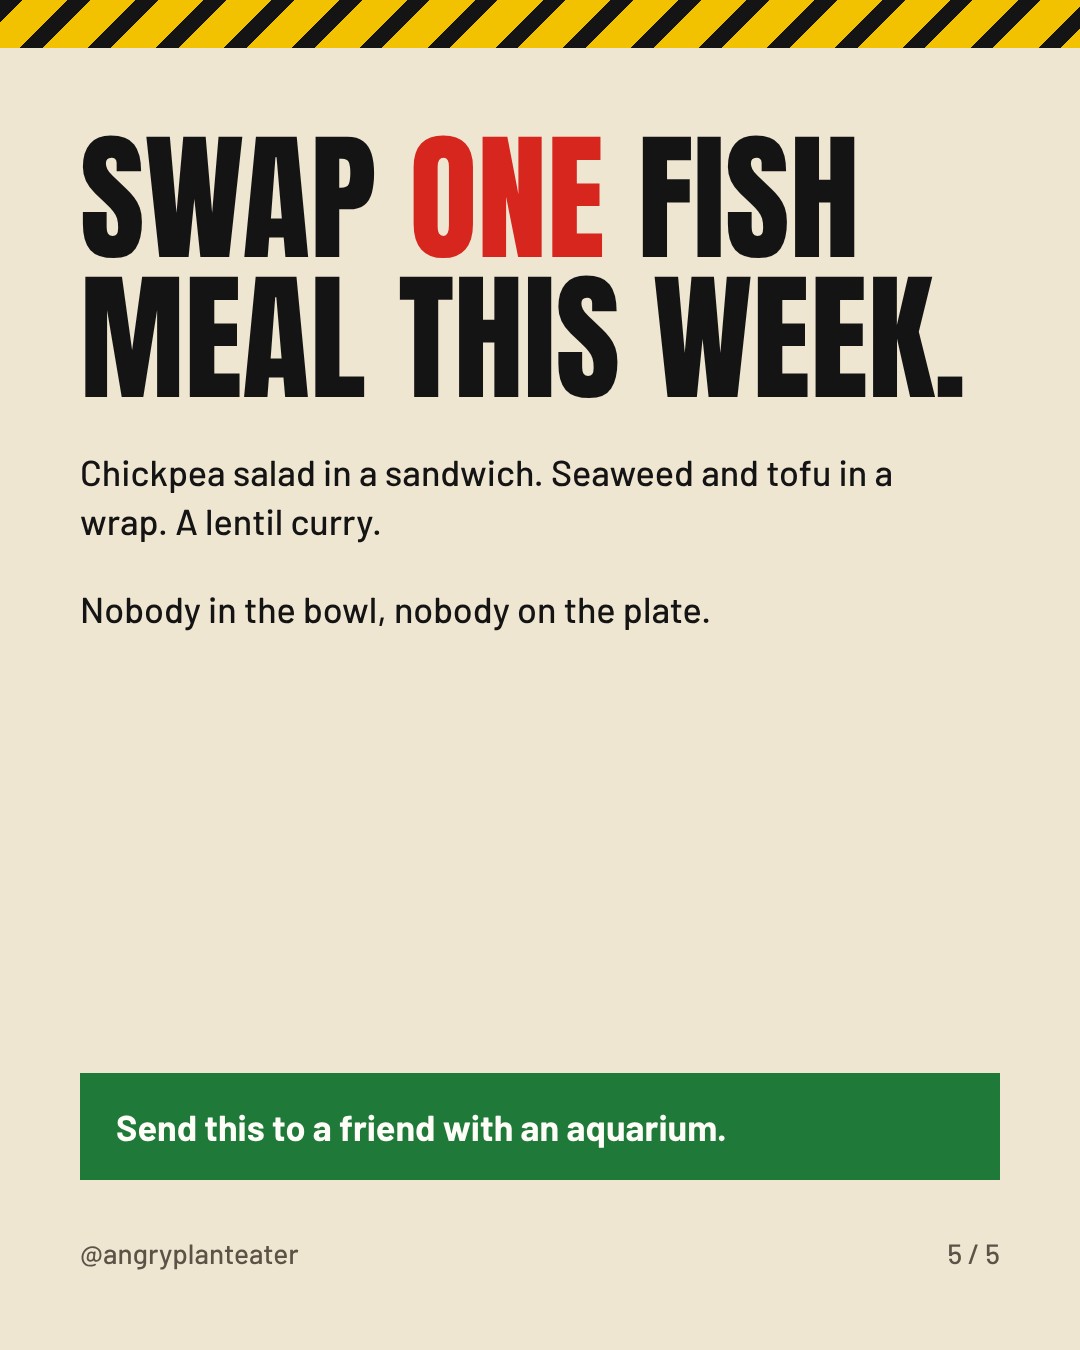 SWAP ONE FISH
MEAL THIS WEEK.
Chickpea salad in a sandwich. Seaweed and tofu in a
wrap. A lentil curry.
Nobody in the bowl, nobody on the plate.
Send this to a friend with an aquarium.
@angryplanteater
5 / 5